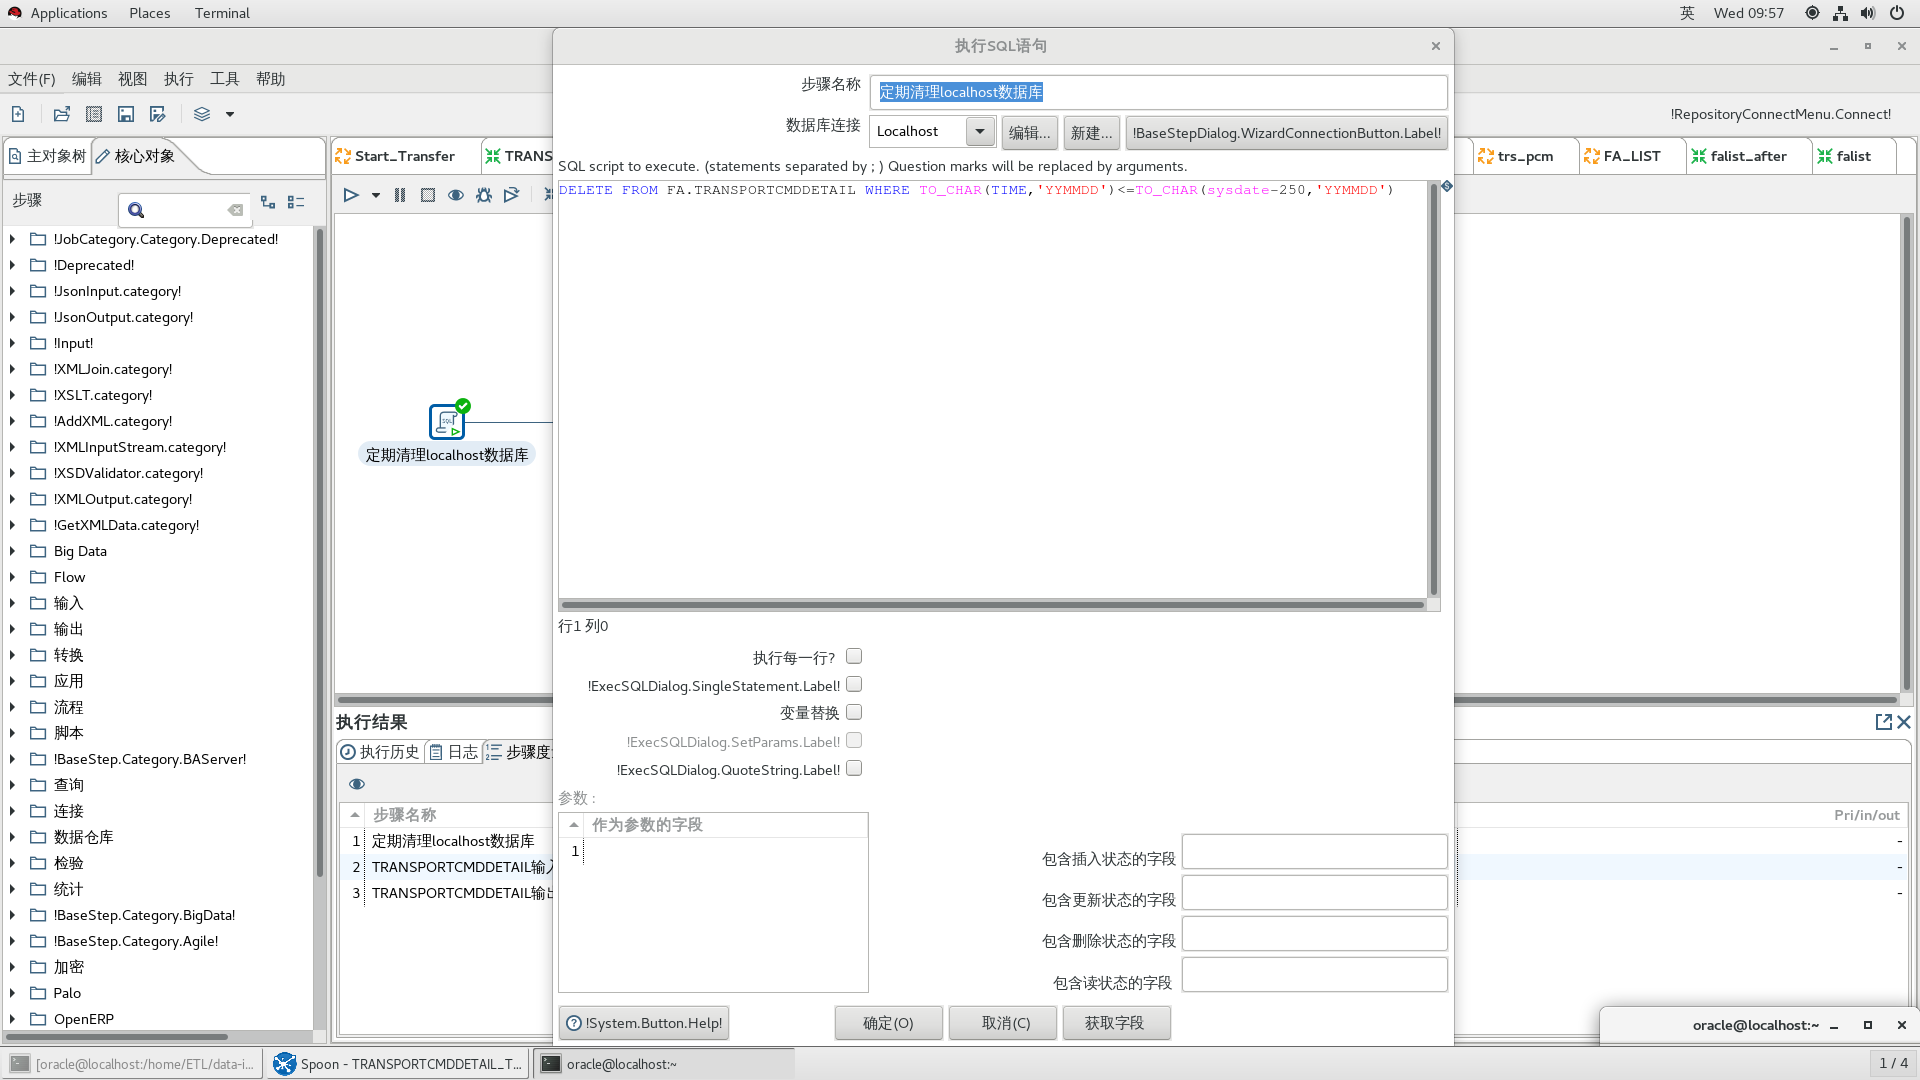 Applications Places Terminal 英 Wed 09:57
执行SQL语句
文件(F) 编辑 视图 执行 工具 帮助
!RepositoryConnectMenu.Connect!
步骤名称 定期清理localhost数据库
数据库连接 Localhost 编辑... 新建... !BaseStepDialog.WizardConnectionButton.Label!
主对象树 核心对象 Start_Transfer TRANS trs_pcm FA_LIST falist_after falist
SQL script to execute. (statements separated by ; ) Question marks will be replaced by arguments.
DELETE FROM FA.TRANSPORTCMDDETAIL WHERE TO_CHAR(TIME,'YYMMDD')<=TO_CHAR(sysdate-250,'YYMMDD')
步骤
!JobCategory.Category.Deprecated!
!Deprecated!
!JsonInput.category!
!JsonOutput.category!
!Input!
!XMLJoin.category!
!XSLT.category!
!AddXML.category!
!XMLInputStream.category!
!XSDValidator.category!
!XMLOutput.category!
!GetXMLData.category!
Big Data
Flow
输入
输出
转换
应用
流程
脚本
!BaseStep.Category.BAServer!
查询
连接
数据仓库
检验
统计
!BaseStep.Category.BigData!
!BaseStep.Category.Agile!
加密
Palo
OpenERP
SQL
定期清理localhost数据库
行1 列0
执行每一行?
!ExecSQLDialog.SingleStatement.Label!
变量替换
!ExecSQLDialog.SetParams.Label!
!ExecSQLDialog.QuoteString.Label!
参数 :
作为参数的字段
1
包含插入状态的字段
包含更新状态的字段
包含删除状态的字段
包含读状态的字段
!System.Button.Help! 确定(O) 取消(C) 获取字段
执行结果
执行历史 日志 步骤度
步骤名称 Pri/in/out
1 定期清理localhost数据库 -
2 TRANSPORTCMDDETAIL输入 -
3 TRANSPORTCMDDETAIL输出 -
oracle@localhost:~
[oracle@localhost:/home/ETL/data-i... Spoon - TRANSPORTCMDDETAIL_T... oracle@localhost:~ 1 / 4